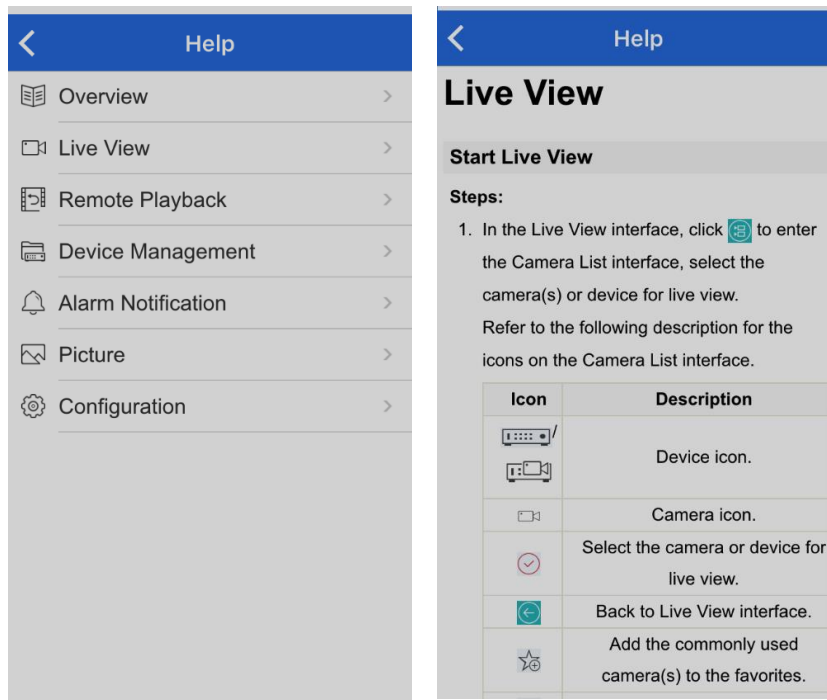 Help
Overview
Live View
Remote Playback
Device Management
Alarm Notification
Picture
Configuration
Help
Live View
Start Live View
Steps:
1. In the Live View interface, click to enter
the Camera List interface, select the
camera(s) or device for live view.
Refer to the following description for the
icons on the Camera List interface.
Icon Description
/
Device icon.
Camera icon.
Select the camera or device for
live view.
Back to Live View interface.
Add the commonly used
camera(s) to the favorites.